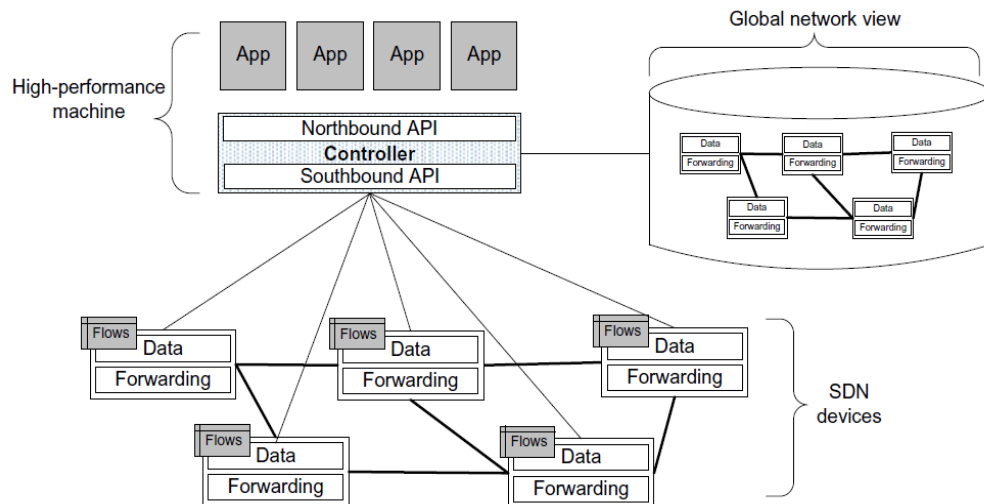 Global network view
App App App App
High-performance
machine
Northbound API
Controller
Southbound API
Data
Forwarding
Data
Forwarding
Data
Forwarding
Data
Forwarding
Data
Forwarding
Flows
Data
Forwarding
Flows
Data
Forwarding
Flows
Data
Forwarding
Flows
Data
Forwarding
Flows
Data
Forwarding
SDN
devices